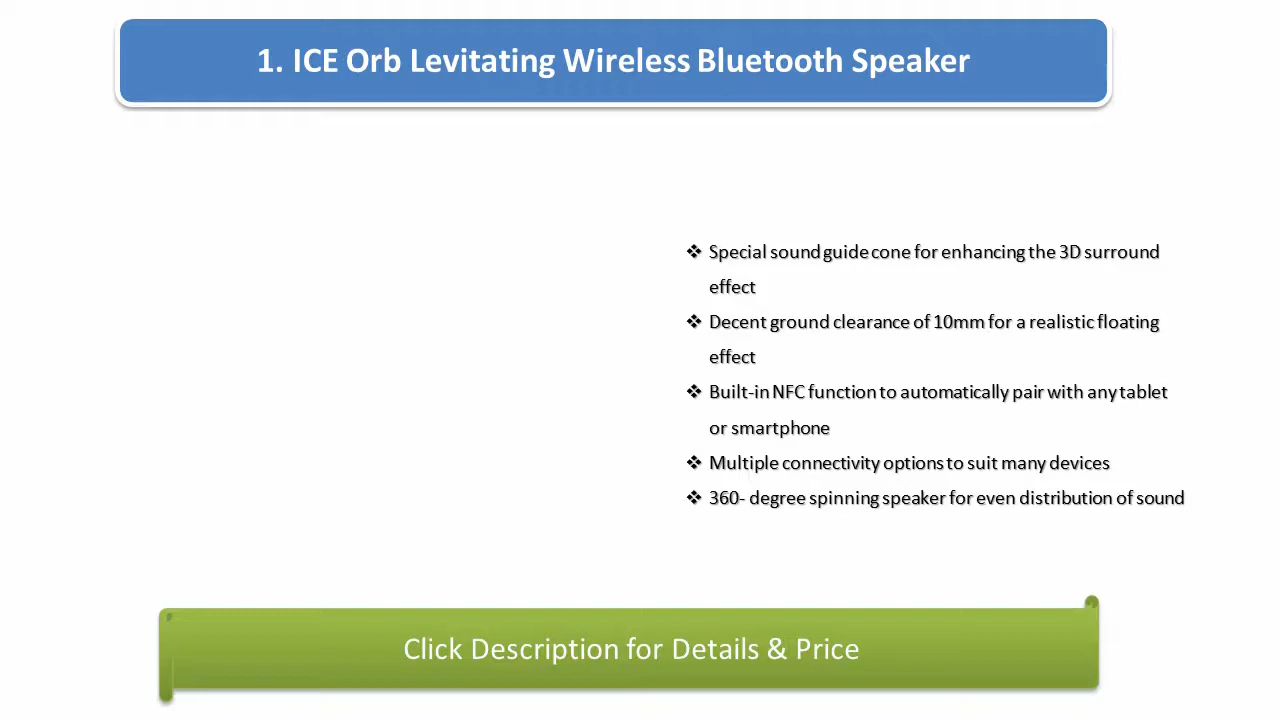 1. ICE Orb Levitating Wireless Bluetooth Speaker
❖ Special sound guide cone for enhancing the 3D surround
effect
❖ Decent ground clearance of 10mm for a realistic floating
effect
❖ Built-in NFC function to automatically pair with any tablet
or smartphone
❖ Multiple connectivity options to suit many devices
❖ 360- degree spinning speaker for even distribution of sound
Click Description for Details & Price